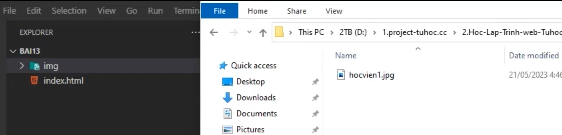 File Edit Selection View Go Run Terminal
EXPLORER
BAI13
img
index.html
File Home Share View
This PC 2TB (D:) 1.project-tuhoc.cc 2.Hoc-Lap-Trinh-web-Tuhoc
Name Date modified
Quick access
Desktop
Downloads
Documents
Pictures
hocvien1.jpg 21/05/2023 4:46